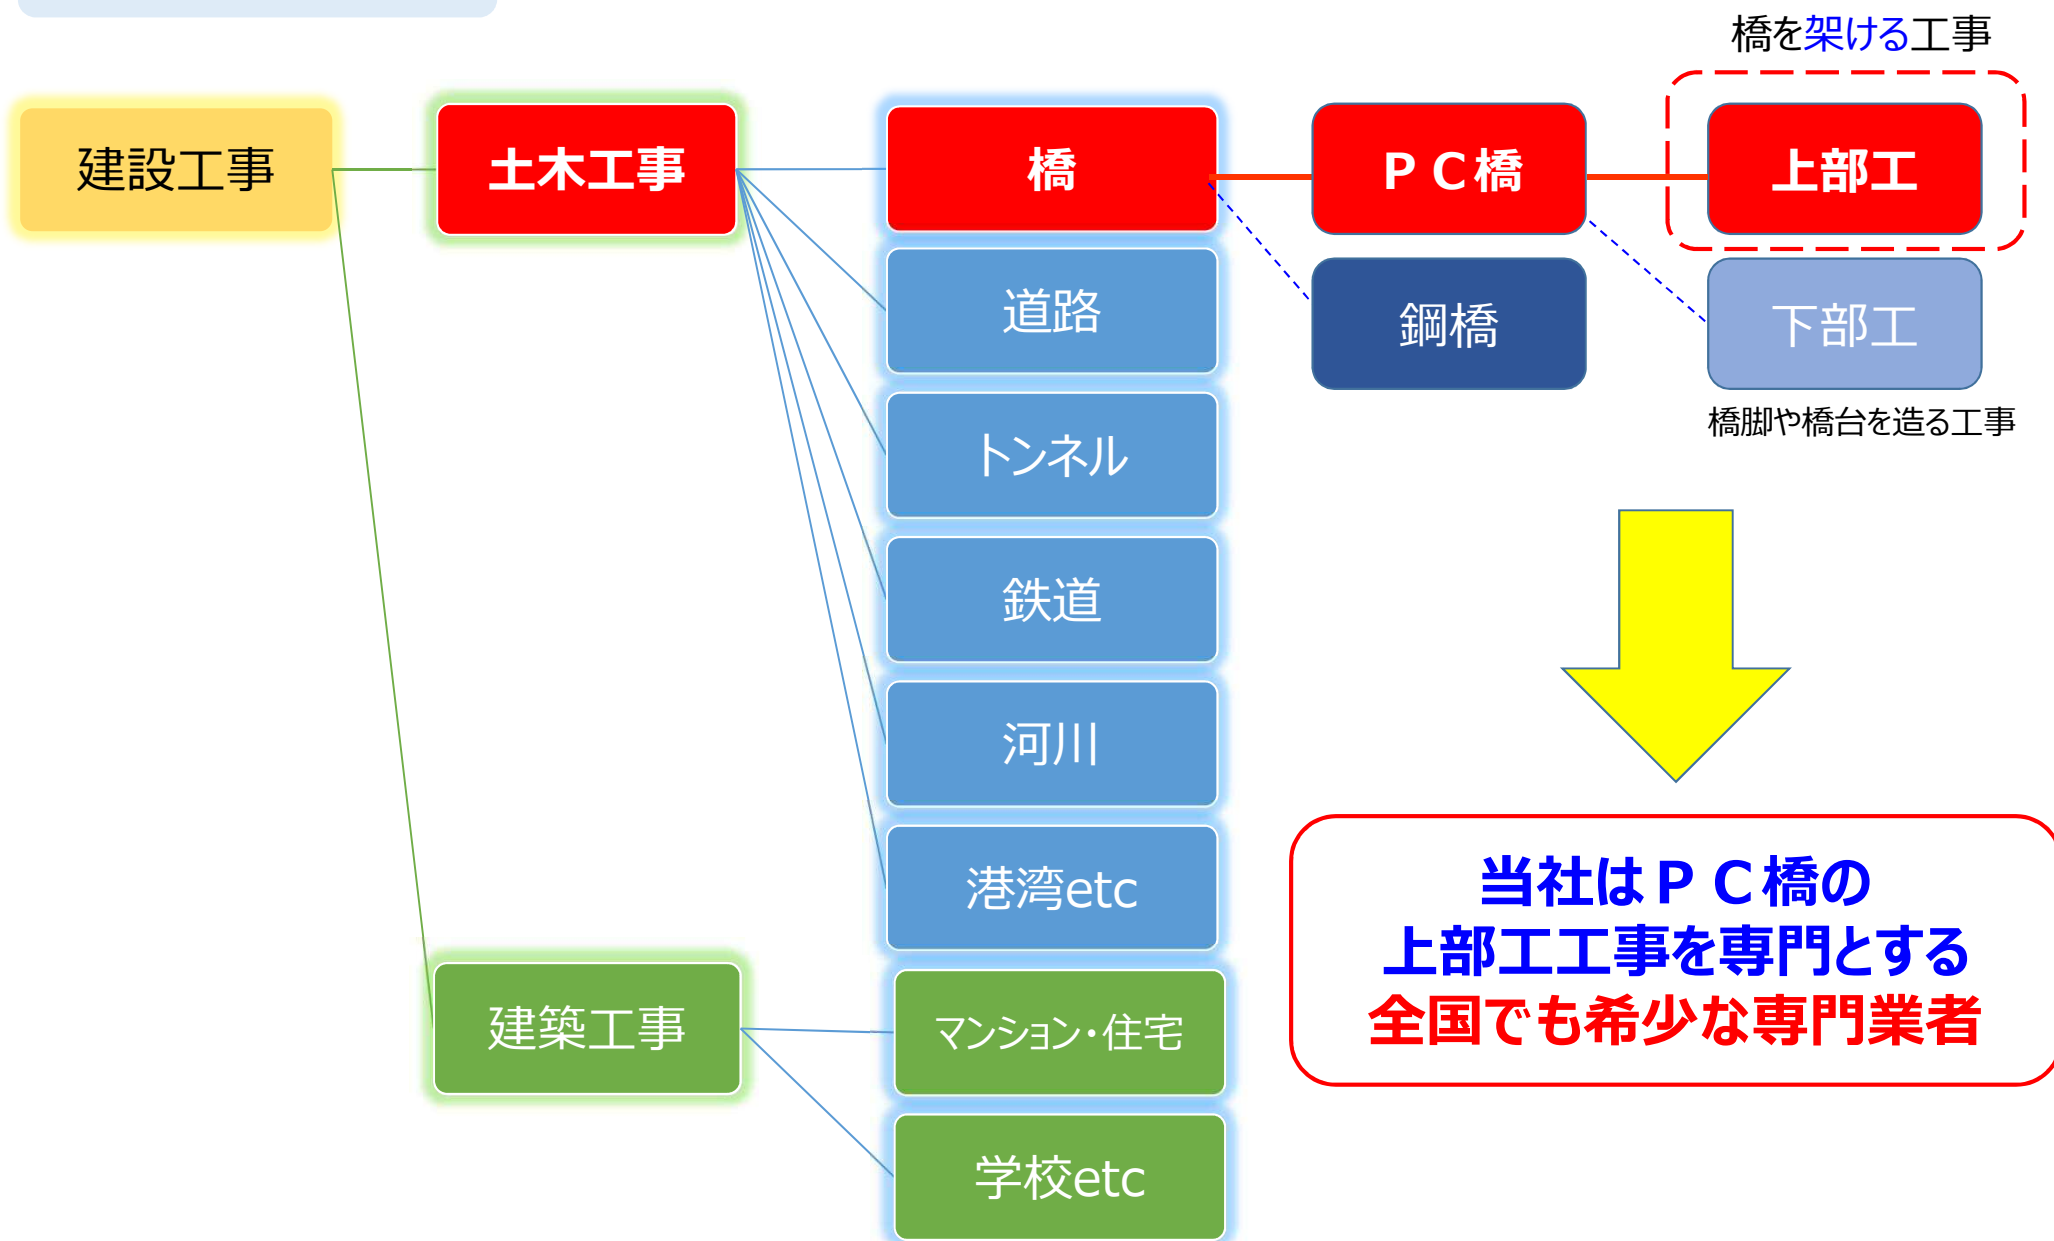 橋を架ける工事
建設工事
土木工事
橋
ＰＣ橋
上部工
道路
鋼橋
下部工
橋脚や橋台を造る工事
トンネル
鉄道
河川
港湾etc
建築工事
マンション・住宅
学校etc
当社はＰＣ橋の
上部工工事を専門とする
全国でも希少な専門業者